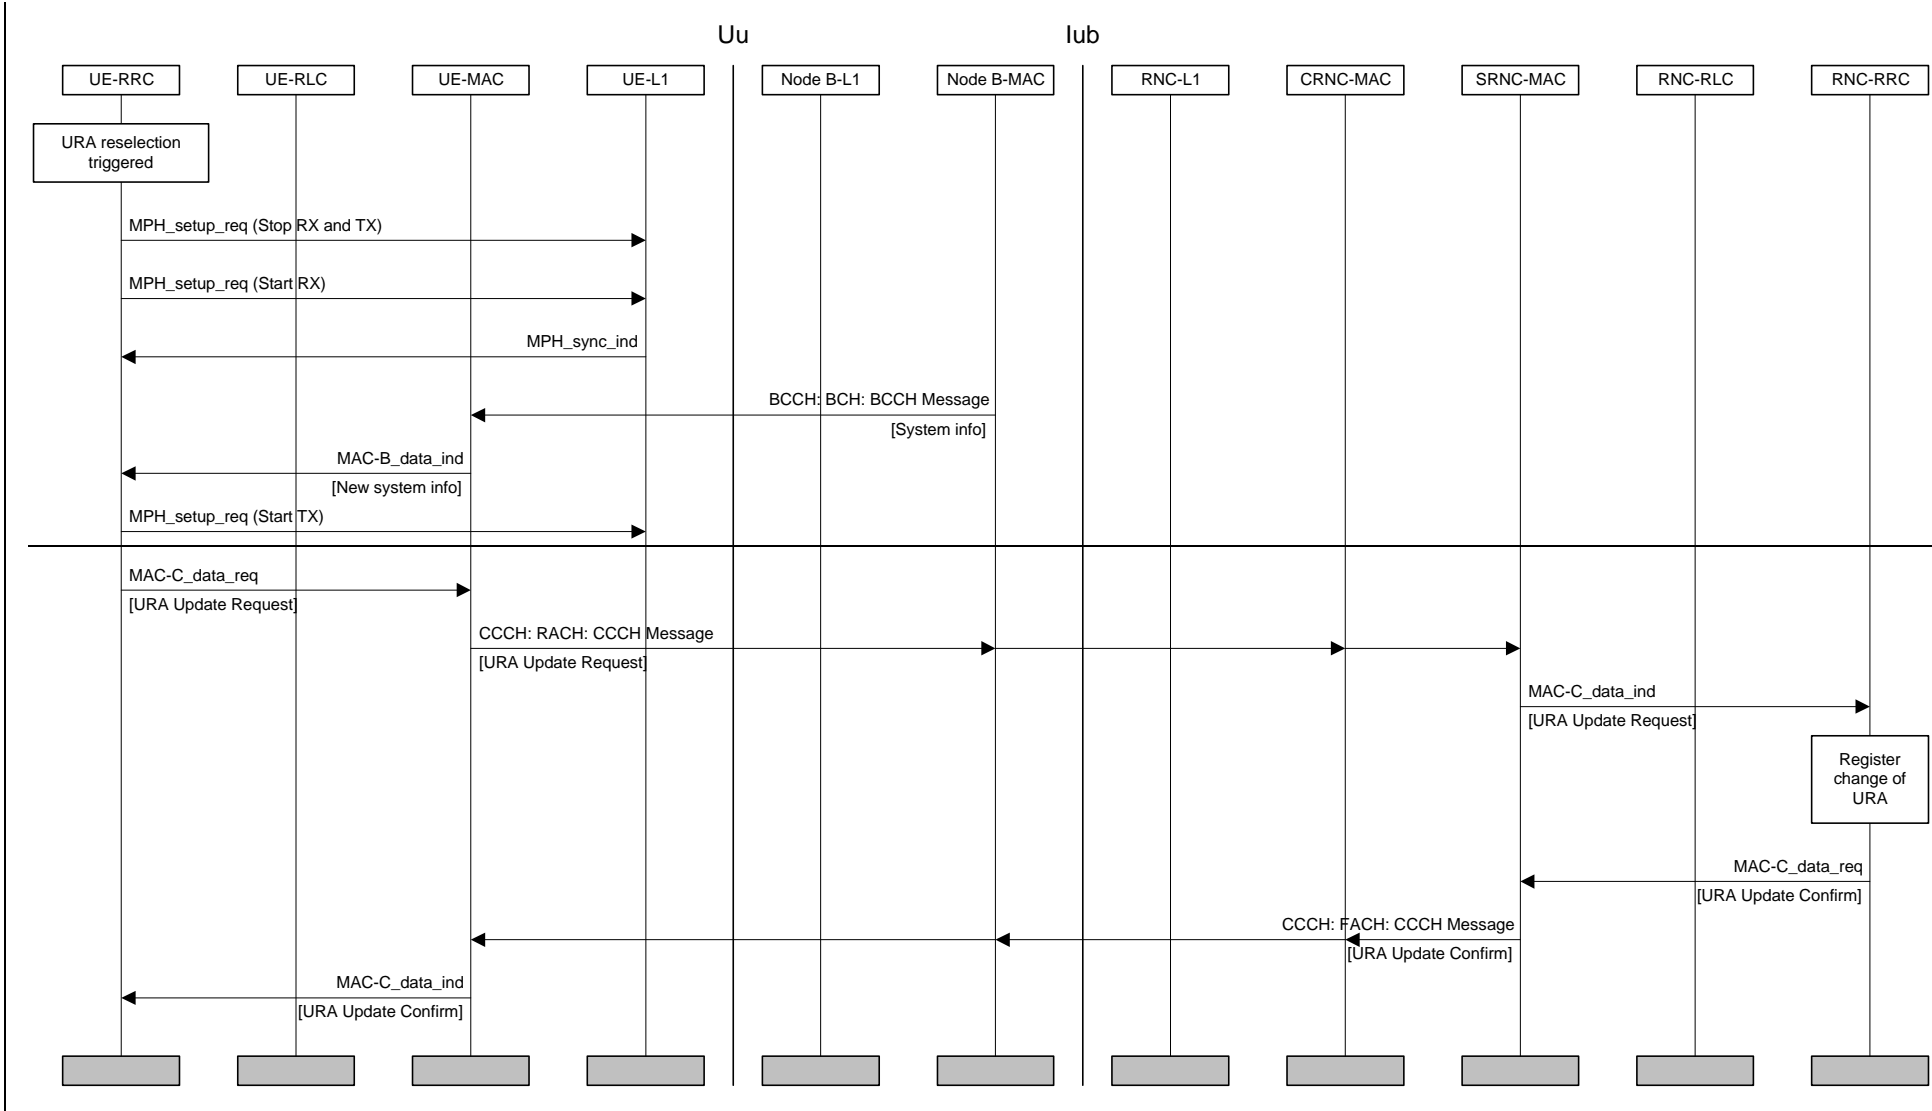 Uu
Iub
UE-RRC
UE-RLC
UE-MAC
UE-L1
Node B-L1
Node B-MAC
RNC-L1
CRNC-MAC
SRNC-MAC
RNC-RLC
RNC-RRC
URA reselection
triggered
MPH_setup_req (Stop RX and TX)
MPH_setup_req (Start RX)
MPH_sync_ind
BCCH: BCH: BCCH Message
[System info]
MAC-B_data_ind
[New system info]
MPH_setup_req (Start TX)
MAC-C_data_req
[URA Update Request]
CCCH: RACH: CCCH Message
[URA Update Request]
MAC-C_data_ind
[URA Update Request]
Register
change of
URA
MAC-C_data_req
[URA Update Confirm]
CCCH: FACH: CCCH Message
[URA Update Confirm]
MAC-C_data_ind
[URA Update Confirm]